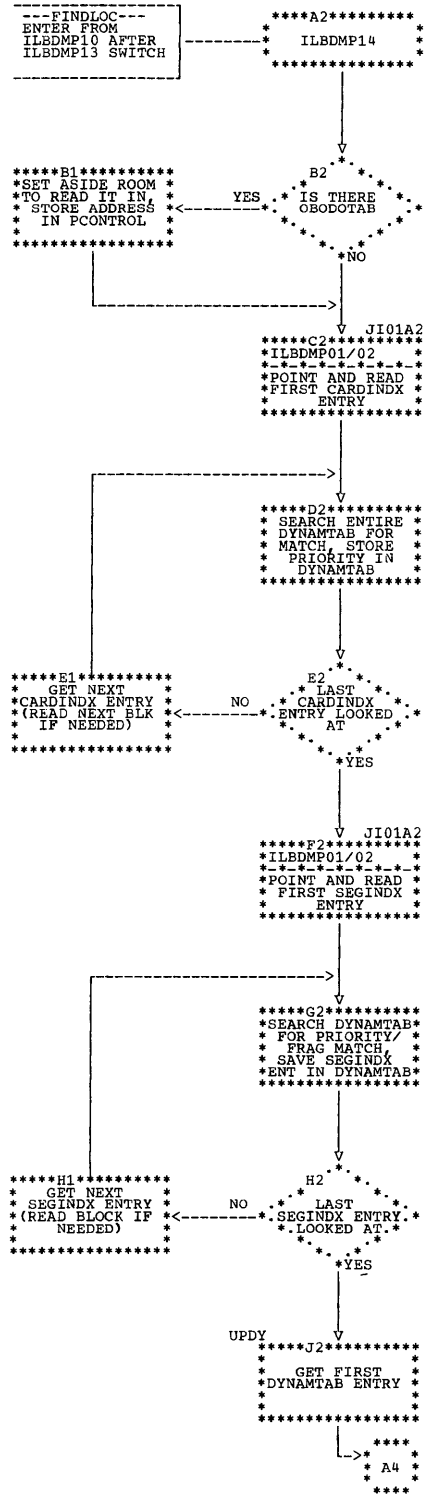 ---FINDLOC---
ENTER FROM
ILBDMP10 AFTER
ILBDMP13 SWITCH
A2
ILBDMP14
B1
SET ASIDE ROOM
TO READ IT IN,
STORE ADDRESS
IN PCONTROL
YES
B2
IS THERE
OBODOTAB
NO
JI01A2
C2
ILBDMP01/02
POINT AND READ
FIRST CARDINDX
ENTRY
D2
SEARCH ENTIRE
DYNAMTAB FOR
MATCH, STORE
PRIORITY IN
DYNAMTAB
E1
GET NEXT
CARDINDX ENTRY
(READ NEXT BLK
IF NEEDED)
NO
E2
LAST
CARDINDX
ENTRY LOOKED
AT
YES
JI01A2
F2
ILBDMP01/02
POINT AND READ
FIRST SEGINDX
ENTRY
G2
SEARCH DYNAMTAB
FOR PRIORITY/
FRAG MATCH,
SAVE SEGINDX
ENT IN DYNAMTAB
H1
GET NEXT
SEGINDX ENTRY
(READ BLOCK IF
NEEDED)
NO
H2
LAST
SEGINDX ENTRY
LOOKED AT
YES
UPDY
J2
GET FIRST
DYNAMTAB ENTRY
A4